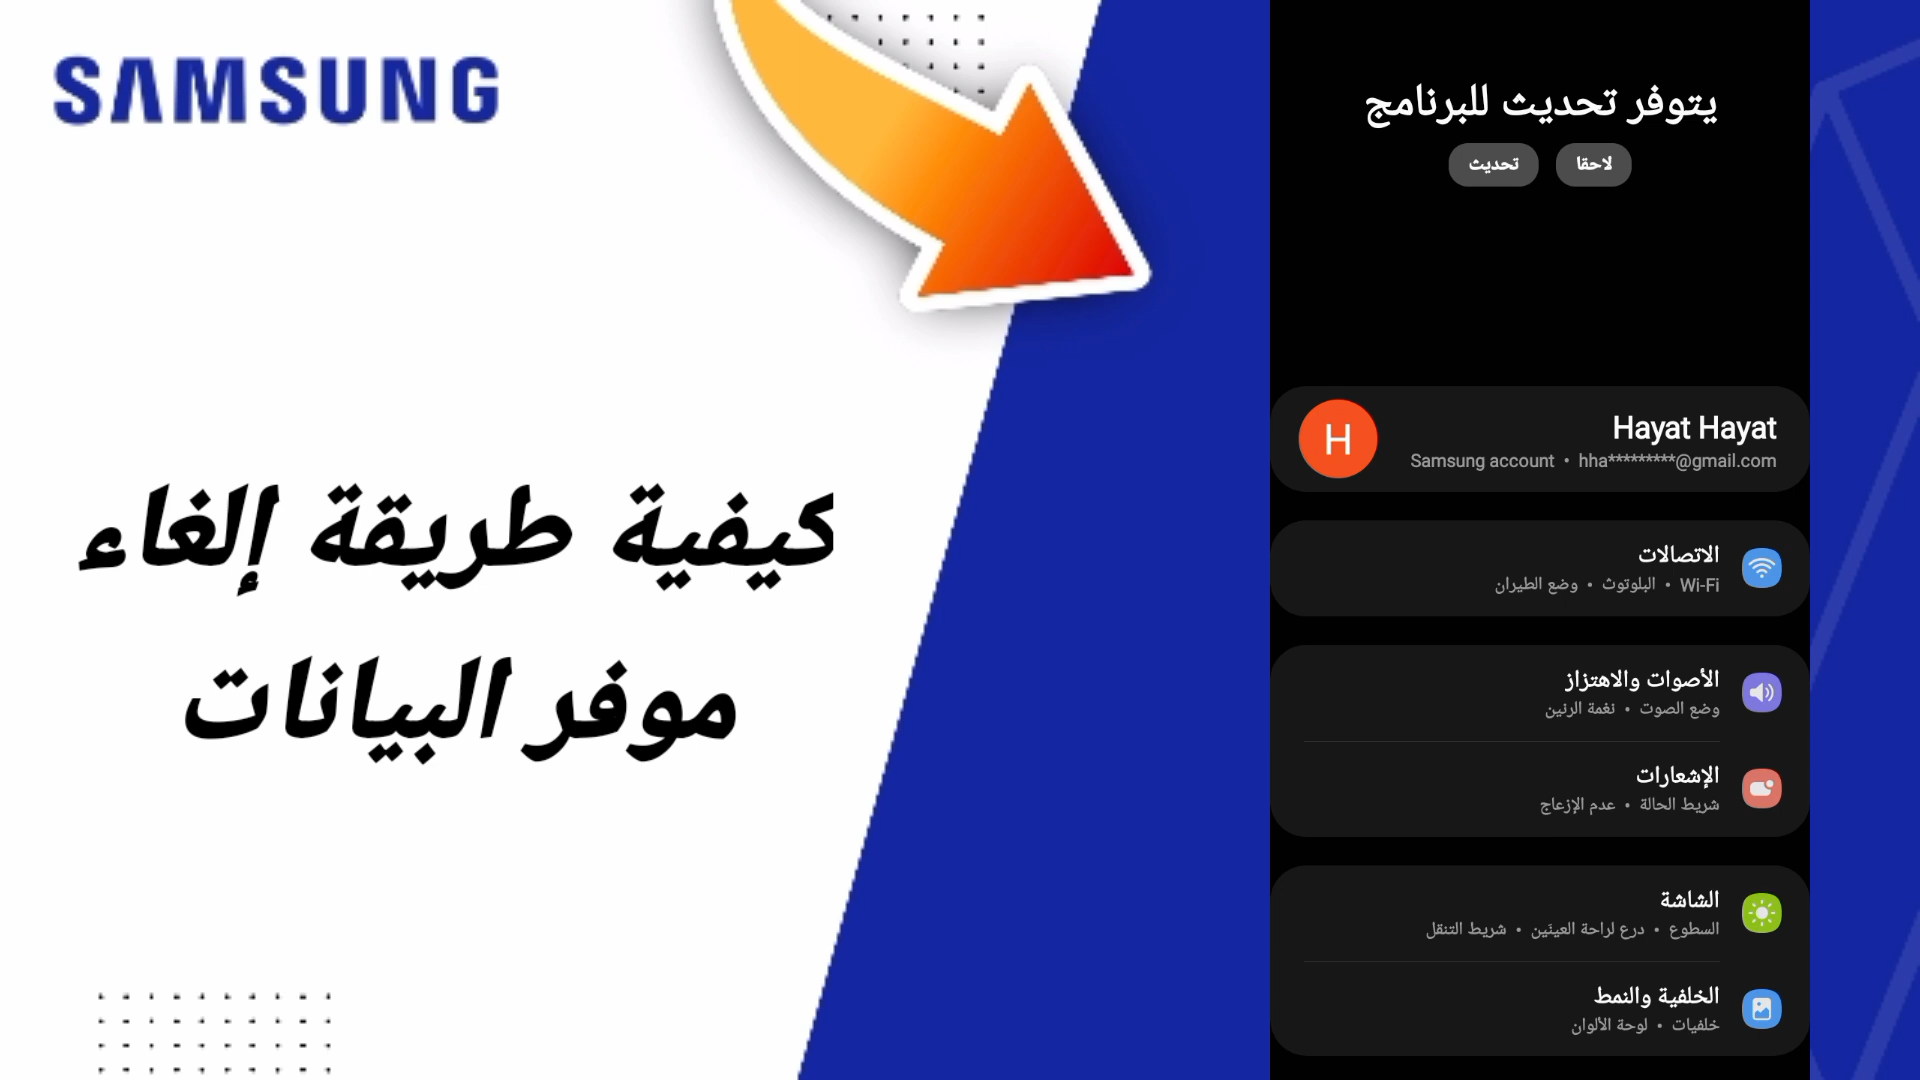 SAMSUNG
كيفية طريقة إلغاء
موفر البيانات
يتوفر تحديث للبرنامج
لاحقا
تحديث
Hayat Hayat
Samsung account • hha*********@gmail.com
H
الاتصالات
Wi-Fi • البلوتوث • وضع الطيران
الأصوات والاهتزاز
وضع الصوت • نغمة الرنين
الإشعارات
شريط الحالة • عدم الإزعاج
الشاشة
السطوع • درع لراحة العينَين • شريط التنقل
الخلفية والنمط
خلفيات • لوحة الألوان